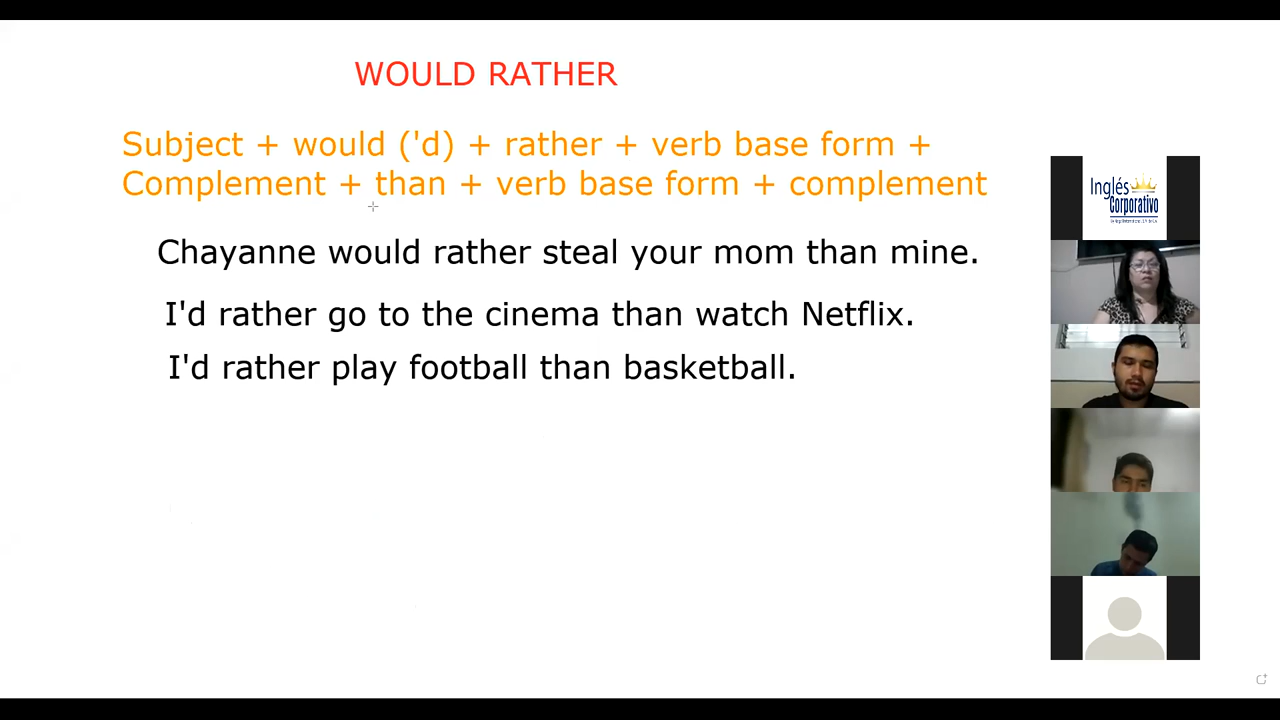 WOULD RATHER
Subject + would ('d) + rather + verb base form +
Complement + than + verb base form + complement
Chayanne would rather steal your mom than mine.
I'd rather go to the cinema than watch Netflix.
I'd rather play football than basketball.
Inglés
Corporativo